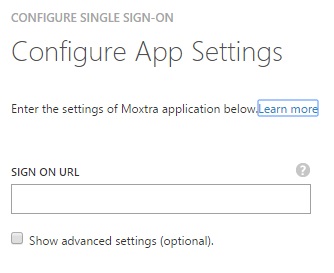 CONFIGURE SINGLE SIGN-ON
Configure App Settings
Enter the settings of Moxtra application below.Learn more
SIGN ON URL
?
Show advanced settings (optional).